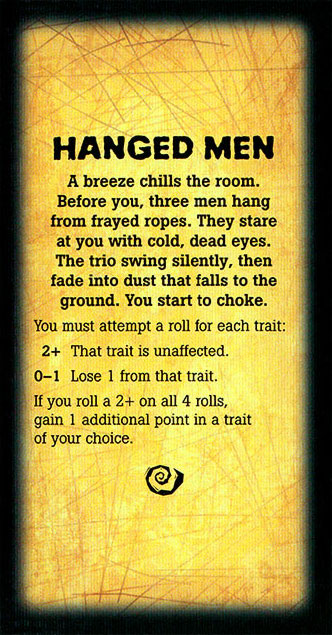 HANGED MEN
A breeze chills the room.
Before you, three men hang
from frayed ropes. They stare
at you with cold, dead eyes.
The trio swing silently, then
fade into dust that falls to the
ground. You start to choke.
You must attempt a roll for each trait:
2+ That trait is unaffected.
0–1 Lose 1 from that trait.
If you roll a 2+ on all 4 rolls,
gain 1 additional point in a trait
of your choice.